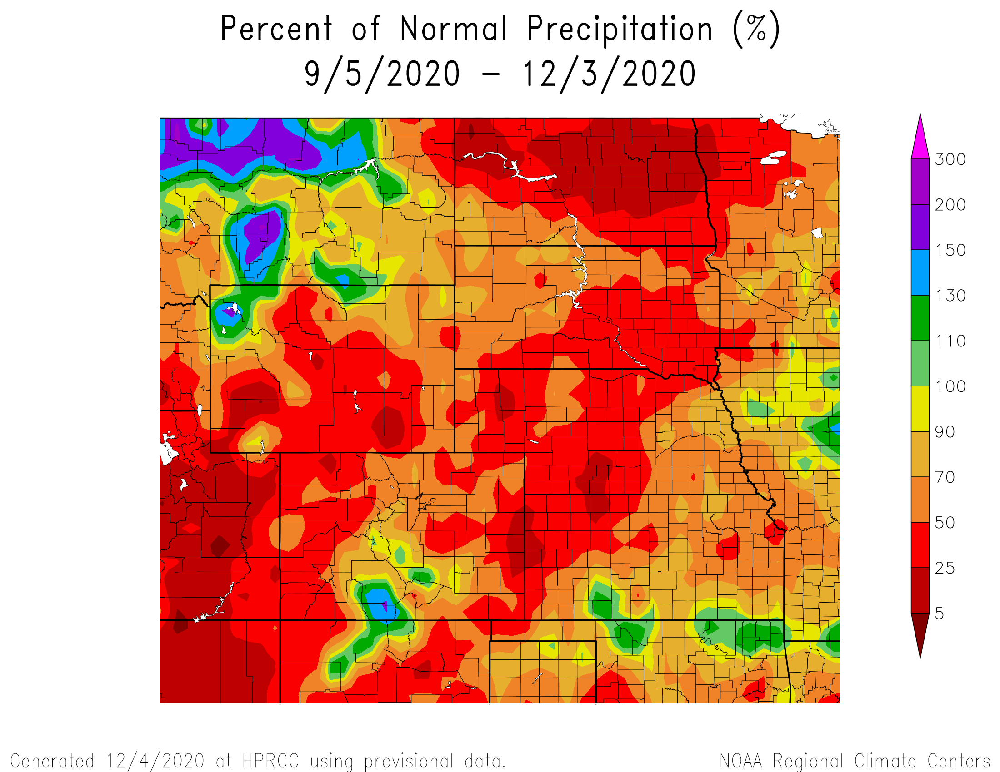 Percent of Normal Precipitation (%)
9/5/2020 – 12/3/2020
300
200
150
130
110
100
90
70
50
25
5
Generated 12/4/2020 at HPRCC using provisional data.
NOAA Regional Climate Centers